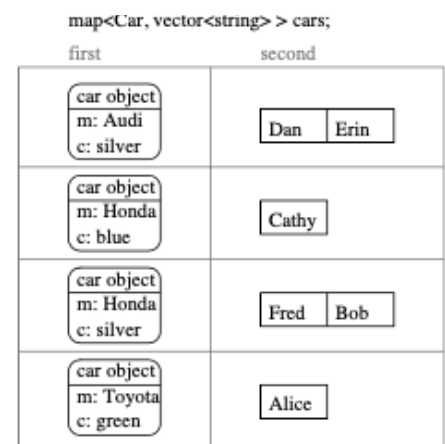 map<Car, vector<string> > cars;
first second
car object
m: Audi
c: silver
Dan Erin
car object
m: Honda
c: blue
Cathy
car object
m: Honda
c: silver
Fred Bob
car object
m: Toyota
c: green
Alice